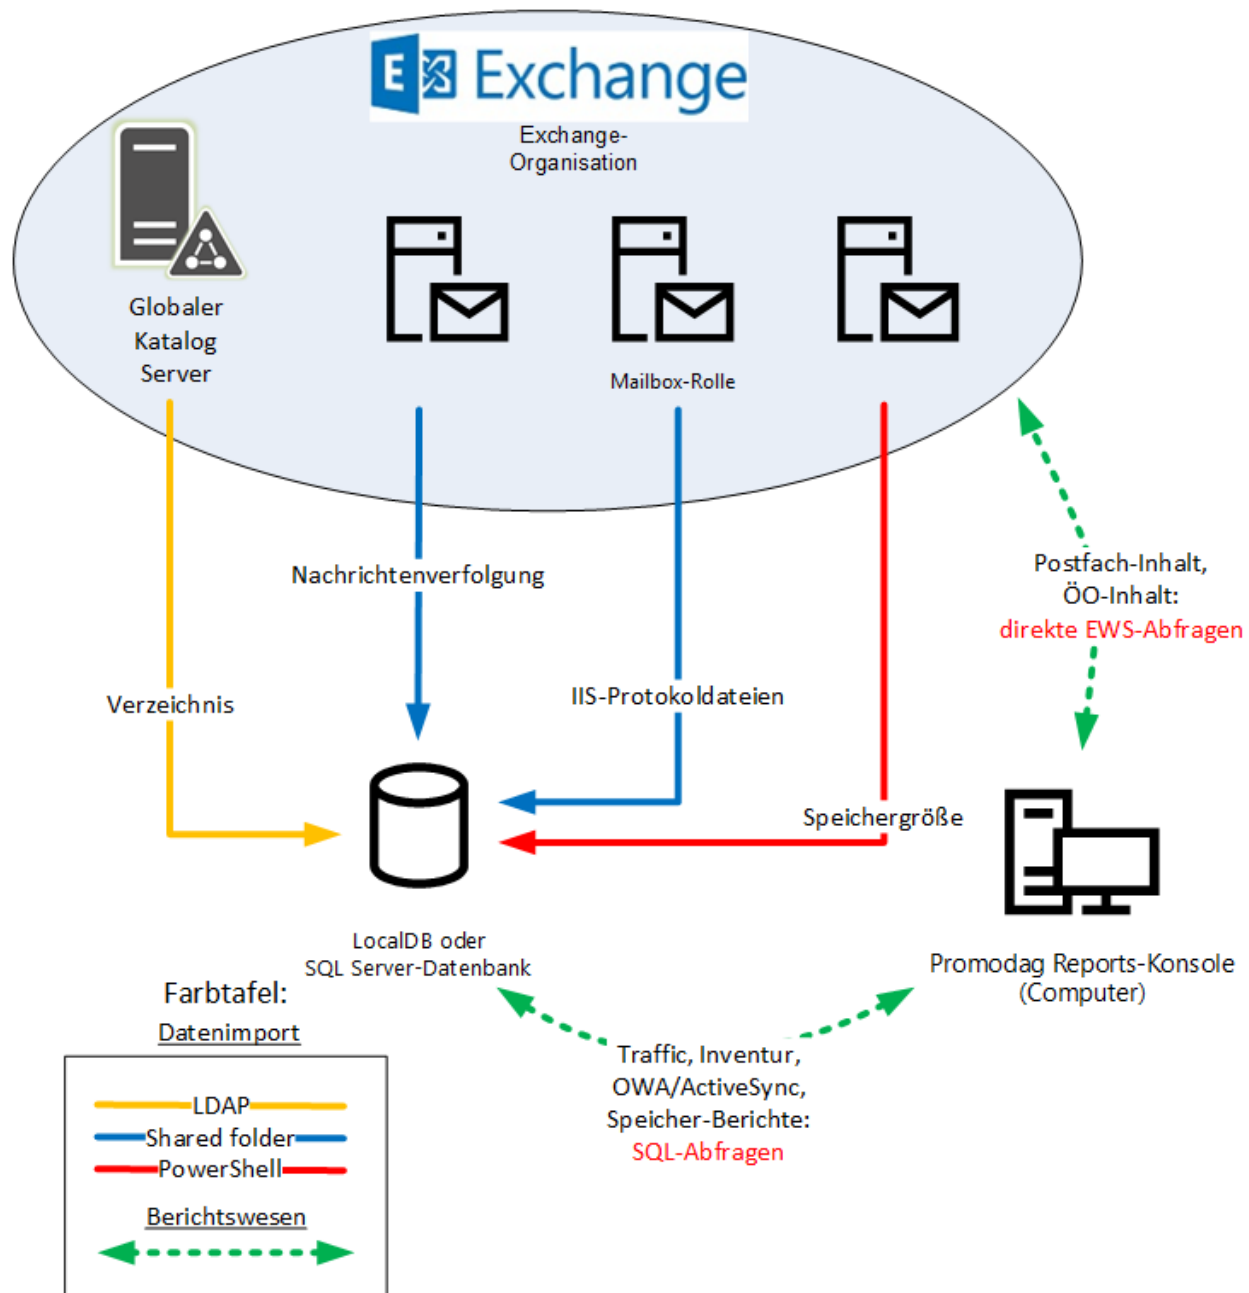 E Exchange
Exchange-
Organisation
Globaler
Katalog
Server
Mailbox-Rolle
Nachrichtenverfolgung
Postfach-Inhalt,
ÖO-Inhalt:
direkte EWS-Abfragen
Verzeichnis
IIS-Protokoldateien
Speichergröße
LocalDB oder
SQL Server-Datenbank
Promodag Reports-Konsole
(Computer)
Farbtafel:
Datenimport
LDAP
Shared folder
PowerShell
Berichtswesen
Traffic, Inventur,
OWA/ActiveSync,
Speicher-Berichte:
SQL-Abfragen